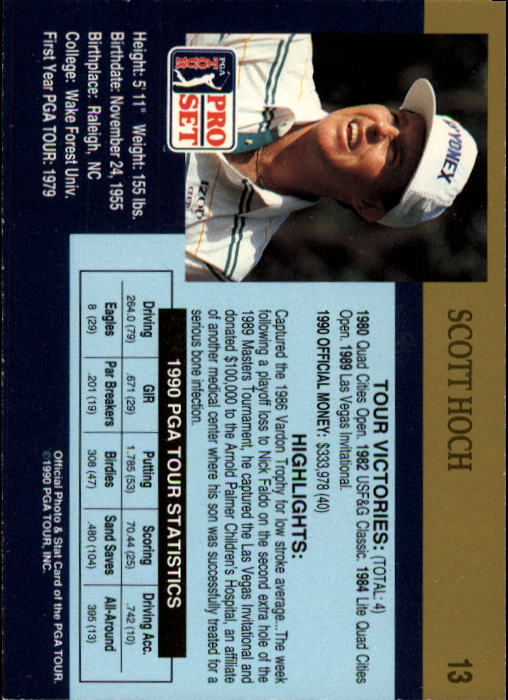 SCOTT HOCH
13
O'YONEX
IZOD
CLUB
PGA
TOUR
PRO
SET
Height: 5'11" Weight: 155 lbs.
Birthdate: November 24, 1955
Birthplace: Raleigh, NC
College: Wake Forest Univ.
First Year PGA TOUR: 1979
TOUR VICTORIES: (TOTAL: 4)
1980 Quad Cities Open. 1982 USF&G Classic. 1984 Lite Quad Cities
Open. 1989 Las Vegas Invitational.
1990 OFFICIAL MONEY: $333,978 (40)
HIGHLIGHTS:
Captured the 1986 Vardon Trophy for low stroke average...The week
following a playoff loss to Nick Faldo on the second extra hole of the
1989 Masters Tournament, he captured the Las Vegas Invitational and
donated $100,000 to the Arnold Palmer Children's Hospital, an affiliate
of another medical center where his son was successfully treated for a
serious bone infection.
1990 PGA TOUR STATISTICS
Driving GIR Putting Scoring Driving Acc.
264.0 (79) .671 (29) 1.785 (53) 70.44 (25) .742 (10)
Eagles Par Breakers Birdies Sand Saves All-Around
8 (29) .201 (19) 308 (47) .480 (104) 395 (13)
Official Photo & Stat Card of the PGA TOUR.
©1990 PGA TOUR, INC.